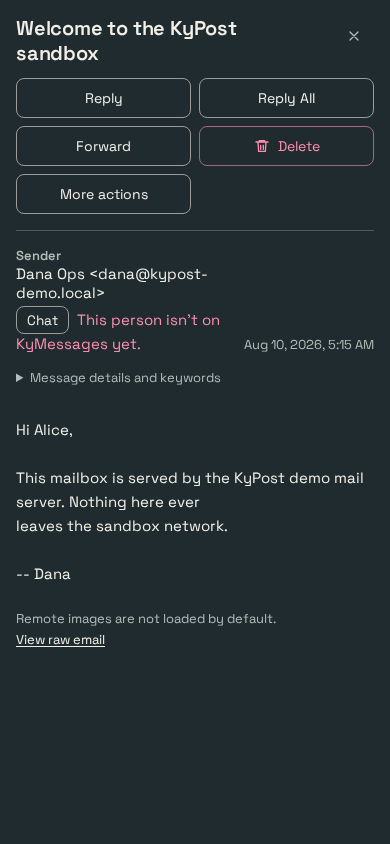 Welcome to the KyPost
sandbox
Reply
Reply All
Forward
Delete
More actions
Sender
Dana Ops <dana@kypost-
demo.local>
Chat This person isn't on
KyMessages yet.
Aug 10, 2026, 5:15 AM
Message details and keywords
Hi Alice,
This mailbox is served by the KyPost demo mail
server. Nothing here ever
leaves the sandbox network.
-- Dana
Remote images are not loaded by default.
View raw email